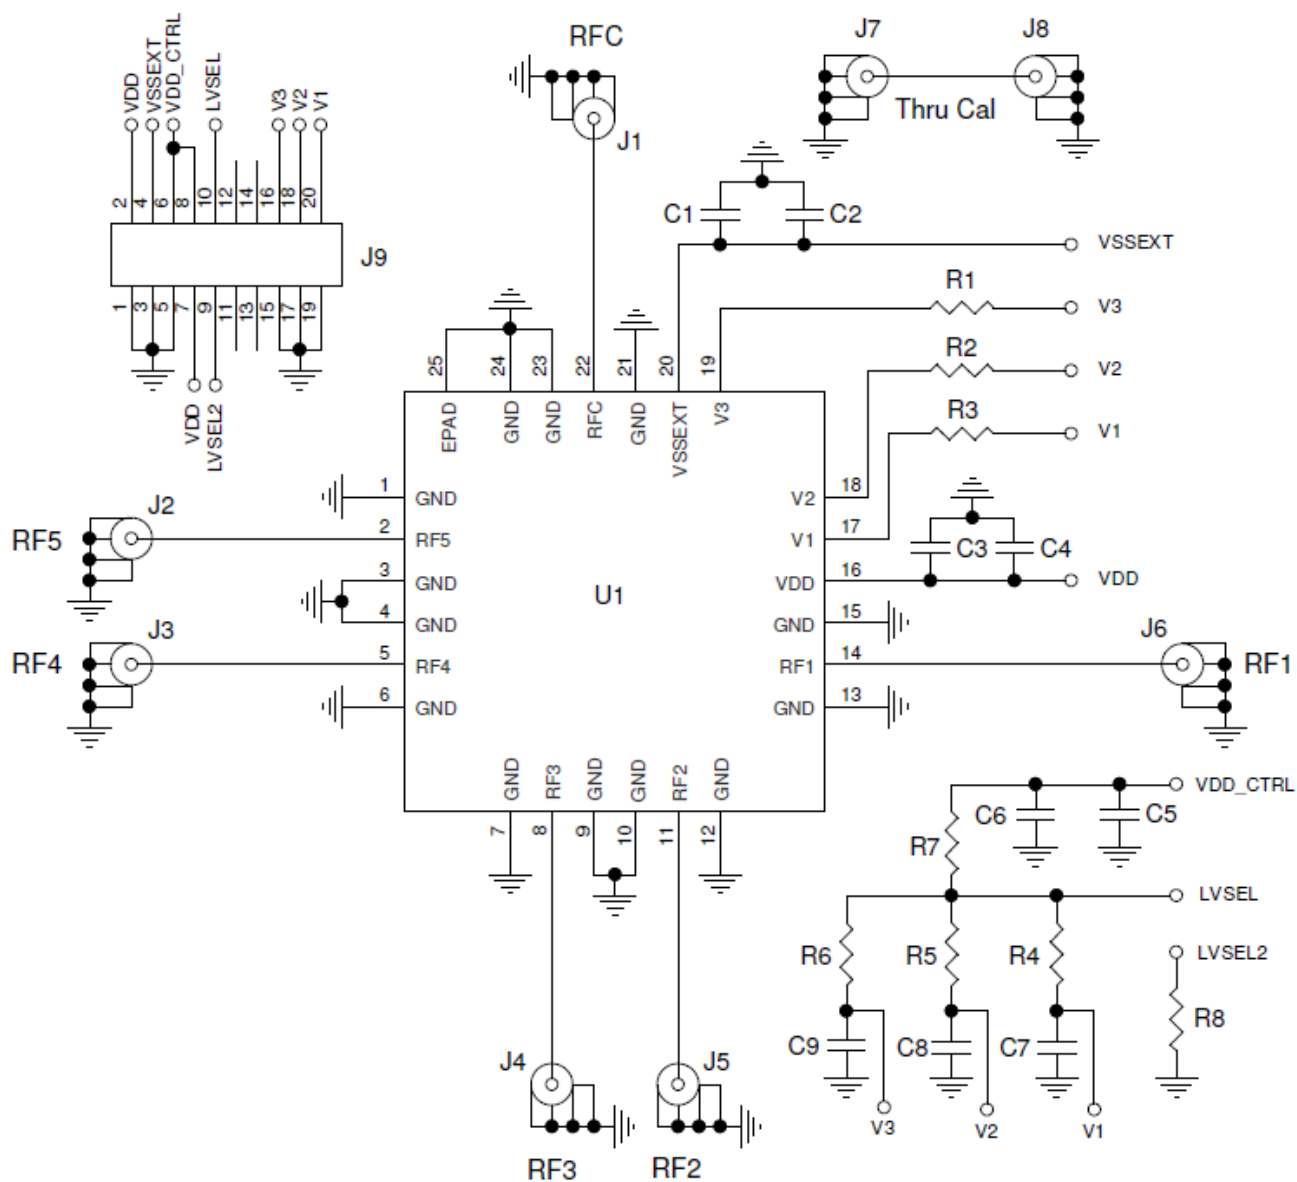 RFC
J7
J8
VDD
VSSEXT
VDD_CTRL
LVSEL
V3
V2
V1
Thru Cal
J1
2
4
6
8
10
12
14
16
18
20
C1
C2
VSSEXT
J9
R1
V3
1
3
5
7
9
11
13
15
17
19
R2
V2
25
24
23
22
21
20
19
VDD
LVSEL2
R3
V1
EPAD
GND
GND
RFC
GND
VSSEXT
V3
1
GND
V2
18
J2
RF5
2
RF5
V1
17
C3
C4
3
GND
U1
VDD
16
VDD
4
GND
GND
15
J3
J6
RF4
5
RF4
RF1
14
RF1
6
GND
GND
13
GND
RF3
GND
GND
RF2
GND
VDD_CTRL
C6
C5
7
8
9
10
11
12
R7
LVSEL
R6
R5
R4
LVSEL2
R8
C9
C8
C7
J4
J5
V3
V2
V1
RF3
RF2